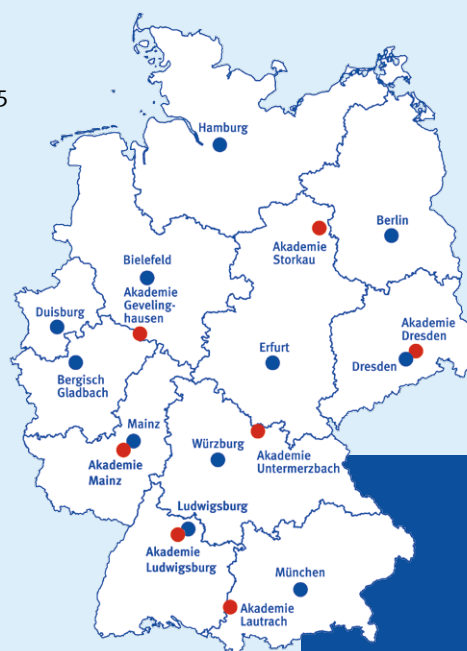 5
Hamburg
Berlin
Akademie
Storkau
Bielefeld
Akademie
Geveling-
hausen
Duisburg
Akademie
Dresden
Dresden
Erfurt
Bergisch
Gladbach
Mainz
Akademie
Mainz
Würzburg
Akademie
Untermerzbach
Ludwigsburg
Akademie
Ludwigsburg
München
Akademie
Lautrach